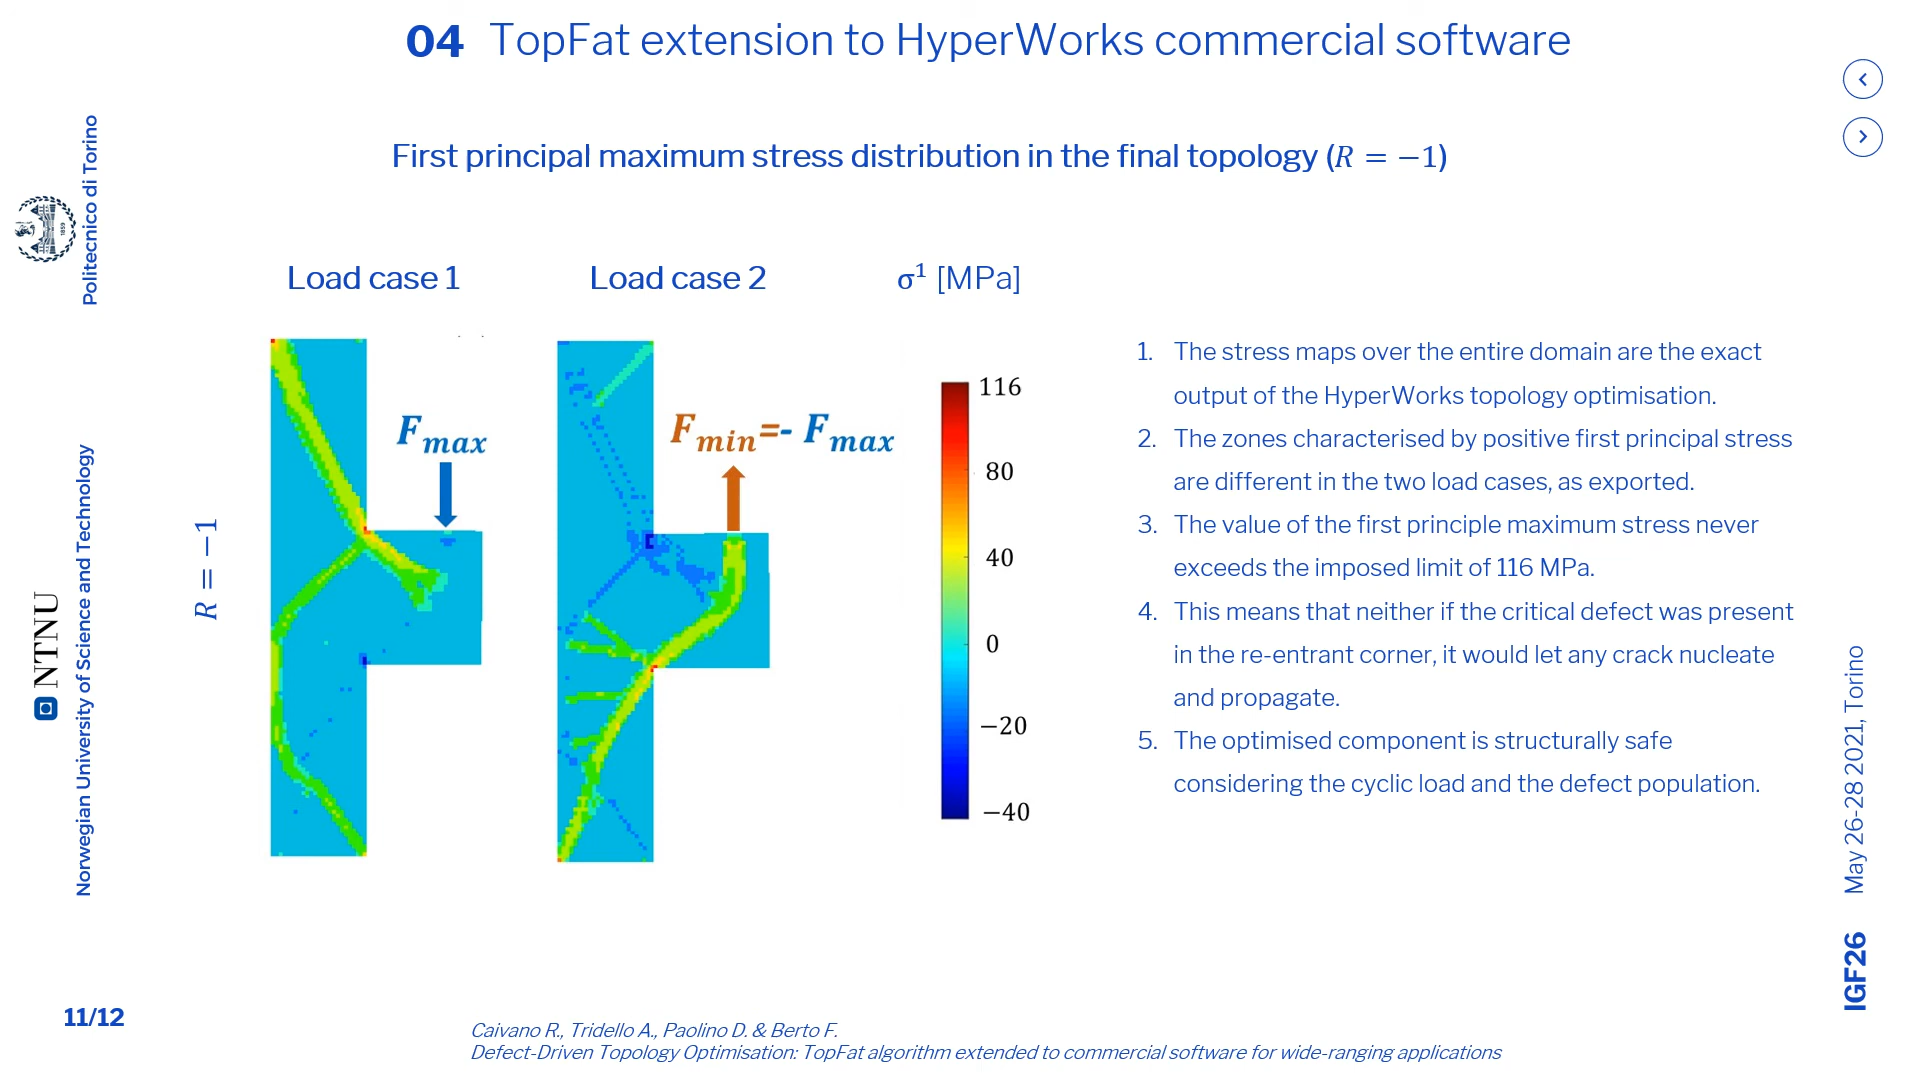 04 TopFat extension to HyperWorks commercial software
First principal maximum stress distribution in the final topology (R = −1)
Politecnico di Torino
1859
NTNU
Norwegian University of Science and Technology
Load case 1
Load case 2
σ¹ [MPa]
R = −1
Fmax
Fmin=- Fmax
116
80
40
0
−20
−40
1. The stress maps over the entire domain are the exact
output of the HyperWorks topology optimisation.
2. The zones characterised by positive first principal stress
are different in the two load cases, as exported.
3. The value of the first principle maximum stress never
exceeds the imposed limit of 116 MPa.
4. This means that neither if the critical defect was present
in the re-entrant corner, it would let any crack nucleate
and propagate.
5. The optimised component is structurally safe
considering the cyclic load and the defect population.
IGF26 May 26-28 2021, Torino
11/12
Caivano R., Tridello A., Paolino D. & Berto F.
Defect-Driven Topology Optimisation: TopFat algorithm extended to commercial software for wide-ranging applications